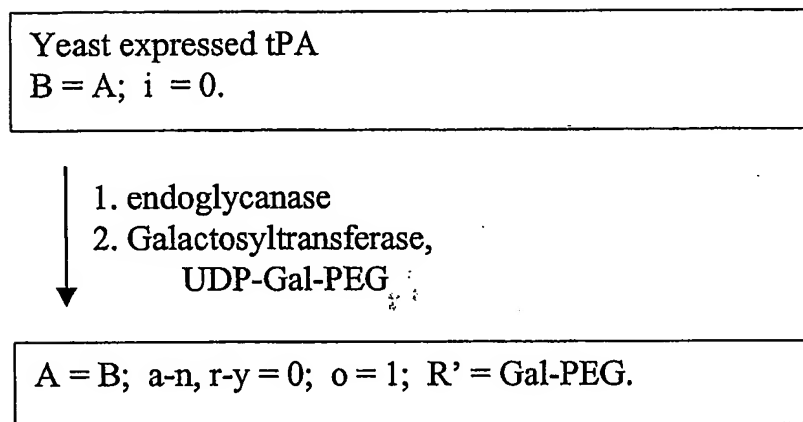 Yeast expressed tPA
B = A; i = 0.
1. endoglycanase
2. Galactosyltransferase,
UDP-Gal-PEG
A = B; a-n, r-y = 0; o = 1; R’ = Gal-PEG.